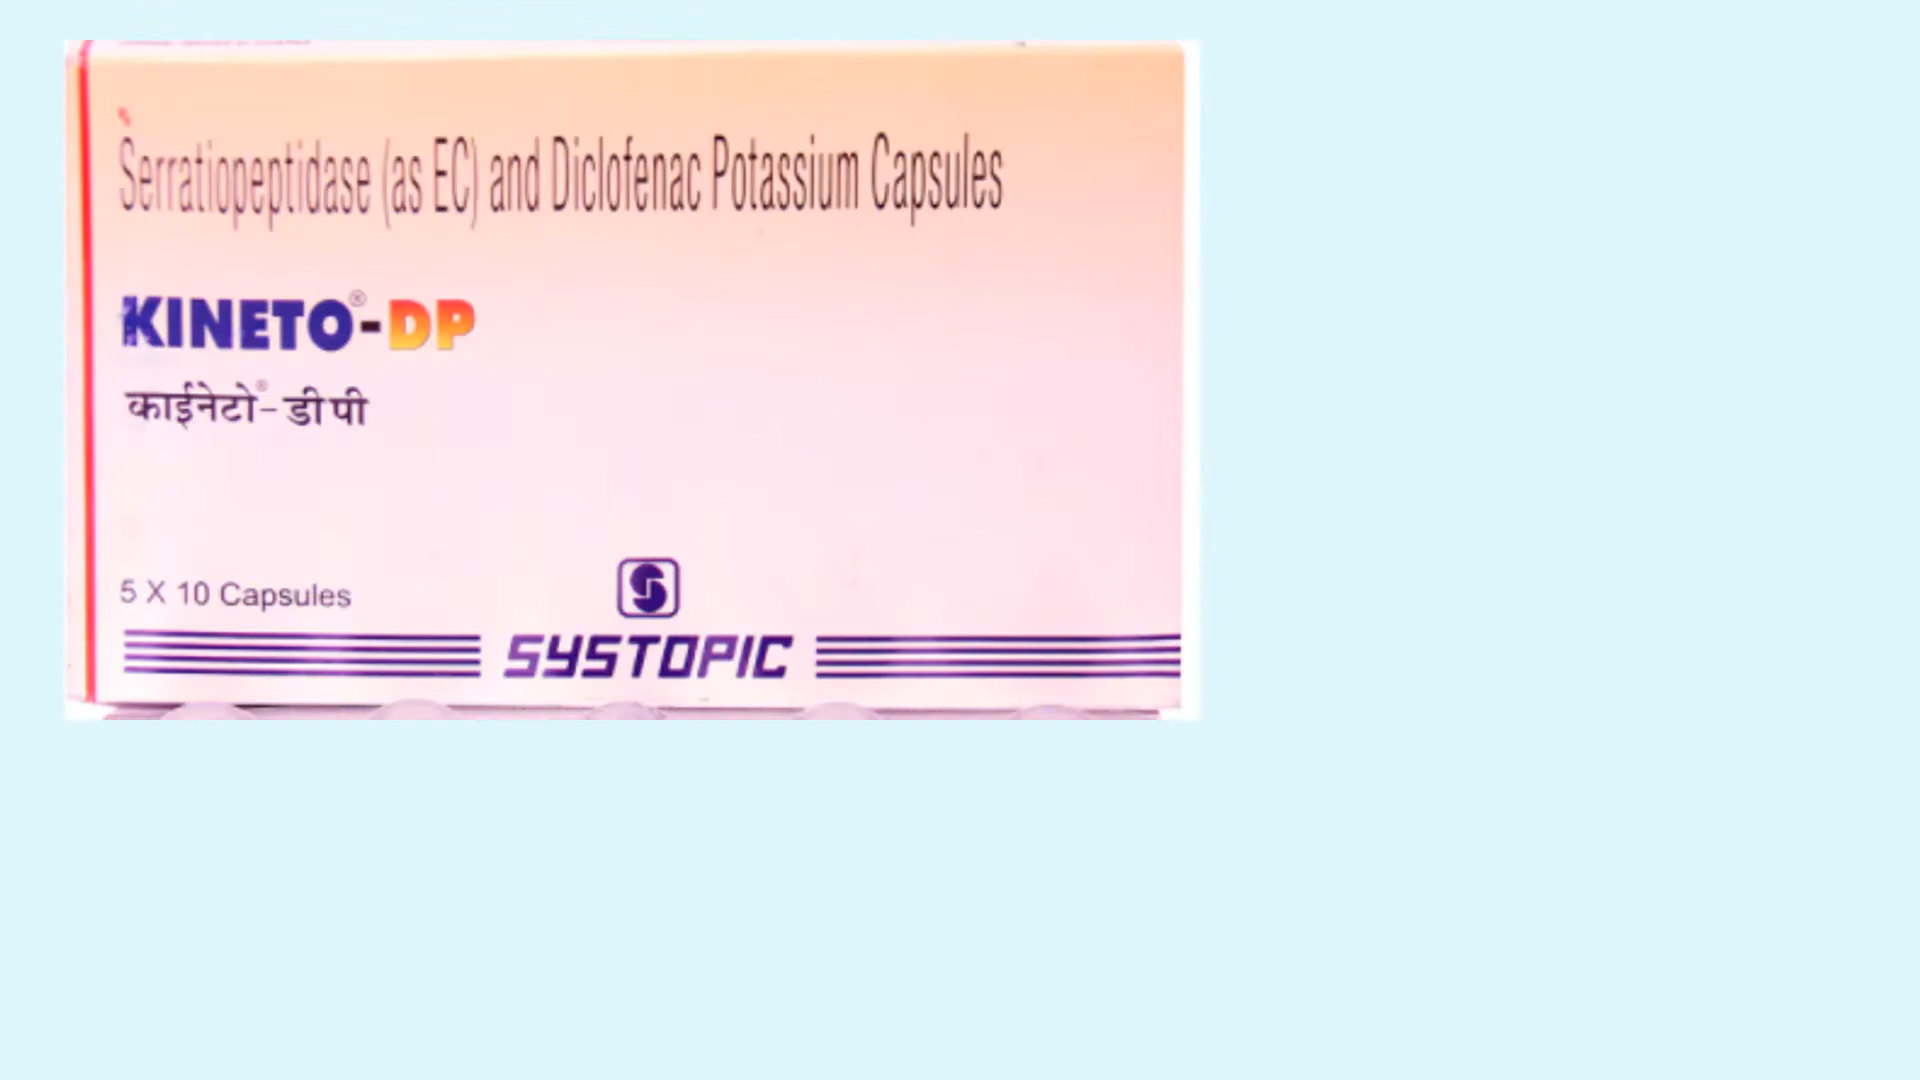 Serratiopeptidase (as EC) and Diclofenac Potassium Capsules
KINETO®-DP
काईनेटो®-डी पी
5 X 10 Capsules
SYSTOPIC